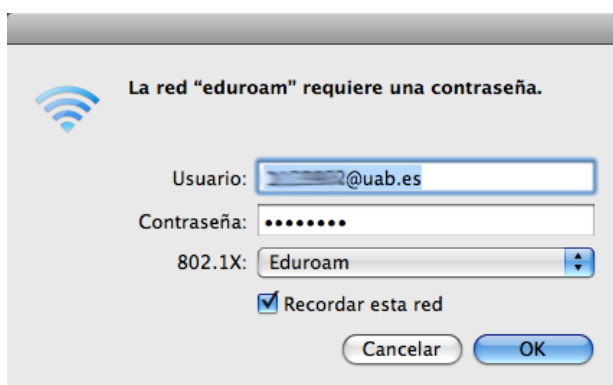 La red “eduroam” requiere una contraseña.
Usuario: @uab.es
Contraseña: ••••••••
802.1X: Eduroam
Recordar esta red
Cancelar OK